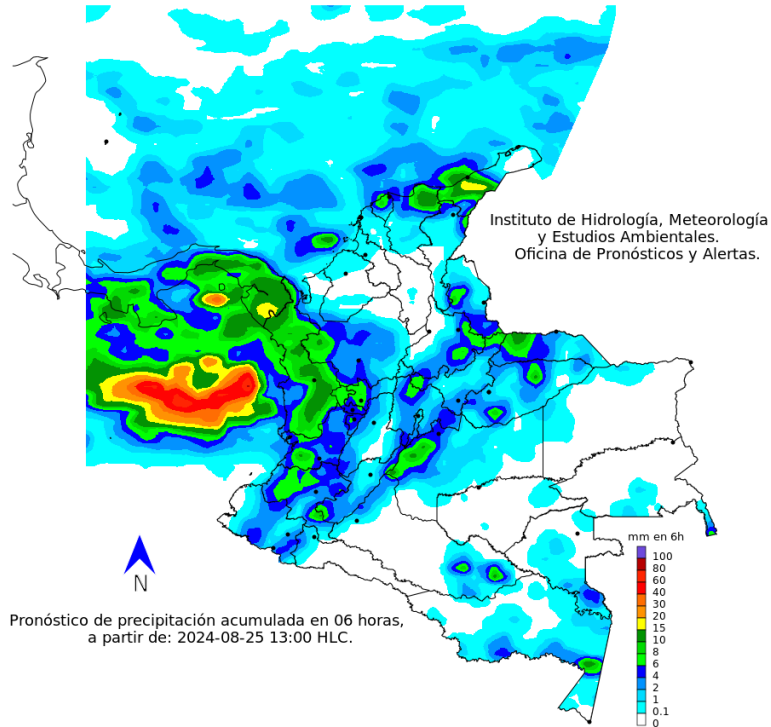 Instituto de Hidrología, Meteorología
y Estudios Ambientales.
Oficina de Pronósticos y Alertas.
mm en 6h
100
80
60
40
30
20
15
10
8
6
4
2
1
0.1
0
N
Pronóstico de precipitación acumulada en 06 horas,
a partir de: 2024-08-25 13:00 HLC.